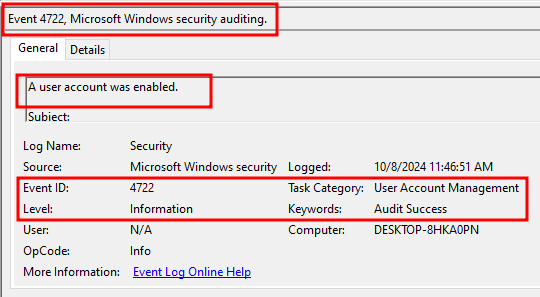 Event 4722, Microsoft Windows security auditing.
General Details
A user account was enabled.
Subject:
Log Name: Security
Source: Microsoft Windows security Logged: 10/8/2024 11:46:51 AM
Event ID: 4722 Task Category: User Account Management
Level: Information Keywords: Audit Success
User: N/A Computer: DESKTOP-8HKA0PN
OpCode: Info
More Information: Event Log Online Help